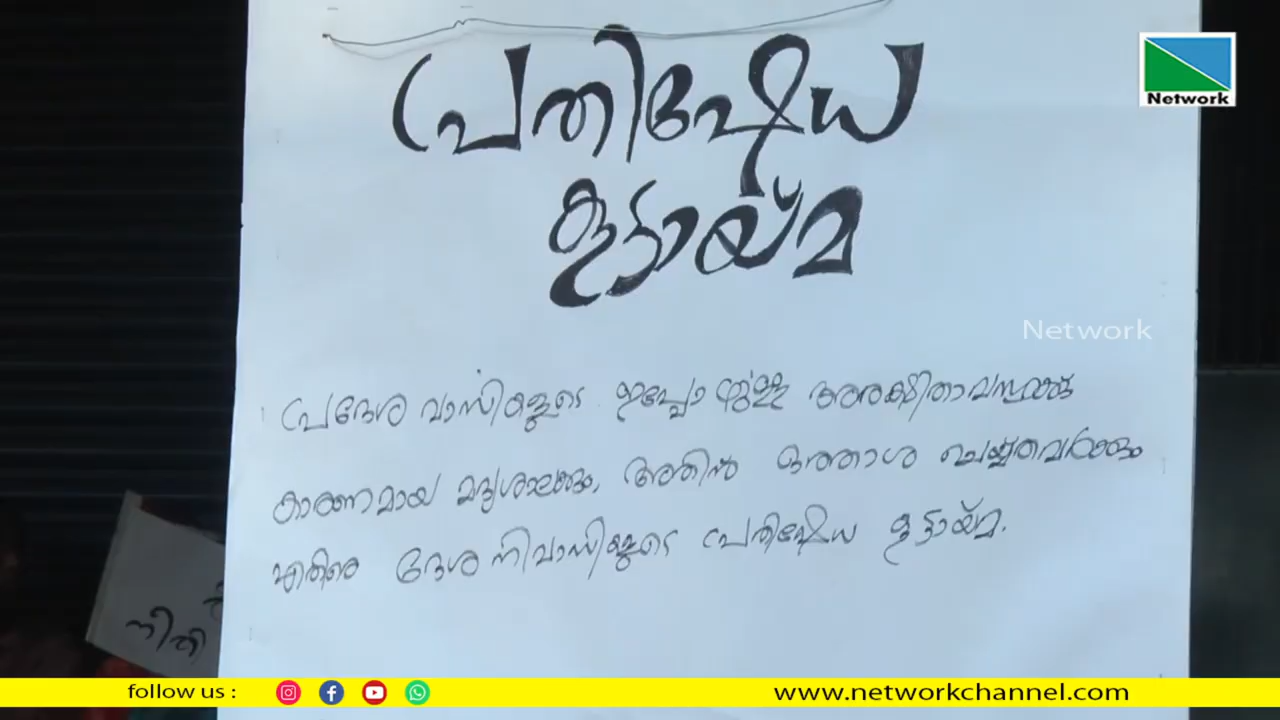 Network
പ്രതിഷേധ
കൂട്ടായ്മ
Network
പ്രദേശ വാസികളുടെ ഇപ്പോഴുള്ള അരക്ഷിതാവസ്ഥക്ക്
കാരണമായ മദ്യശാലക്കും, അതിന് ഒത്താശ ചെയ്തവർക്കും
എതിരെ ദേശ നിവാസികളുടെ പ്രതിഷേധ കൂട്ടായ്മ.
നീതി
follow us :
www.networkchannel.com